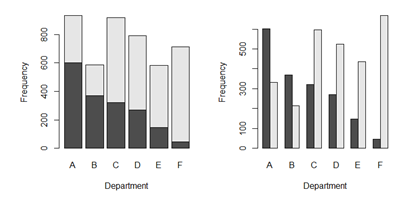 Frequency
800
600
400
200
0
A B C D E F
Department
Frequency
500
300
100
0
A B C D E F
Department